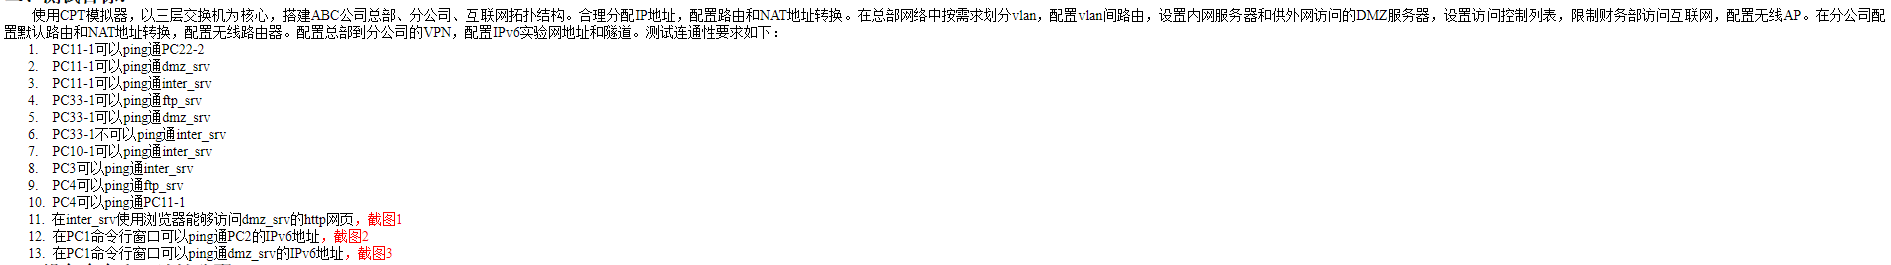 使用CPT模拟器，以三层交换机为核心，搭建ABC公司总部、分公司、互联网拓扑结构。合理分配IP地址，配置路由和NAT地址转换。在总部网络中按需求划分vlan，配置vlan间路由，设置内网服务器和供外网访问的DMZ服务器，设置访问控制列表，限制财务部访问互联网，配置无线AP。在分公司配
置默认路由和NAT地址转换，配置无线路由器。配置总部到分公司的VPN，配置IPv6实验网地址和隧道。测试连通性要求如下：
1. PC11-1可以ping通PC22-2
2. PC11-1可以ping通dmz_srv
3. PC11-1可以ping通inter_srv
4. PC33-1可以ping通ftp_srv
5. PC33-1可以ping通dmz_srv
6. PC33-1不可以ping通inter_srv
7. PC10-1可以ping通inter_srv
8. PC3可以ping通inter_srv
9. PC4可以ping通ftp_srv
10. PC4可以ping通PC11-1
11. 在inter_srv使用浏览器能够访问dmz_srv的http网页，截图1
12. 在PC1命令行窗口可以ping通PC2的IPv6地址，截图2
13. 在PC1命令行窗口可以ping通dmz_srv的IPv6地址，截图3